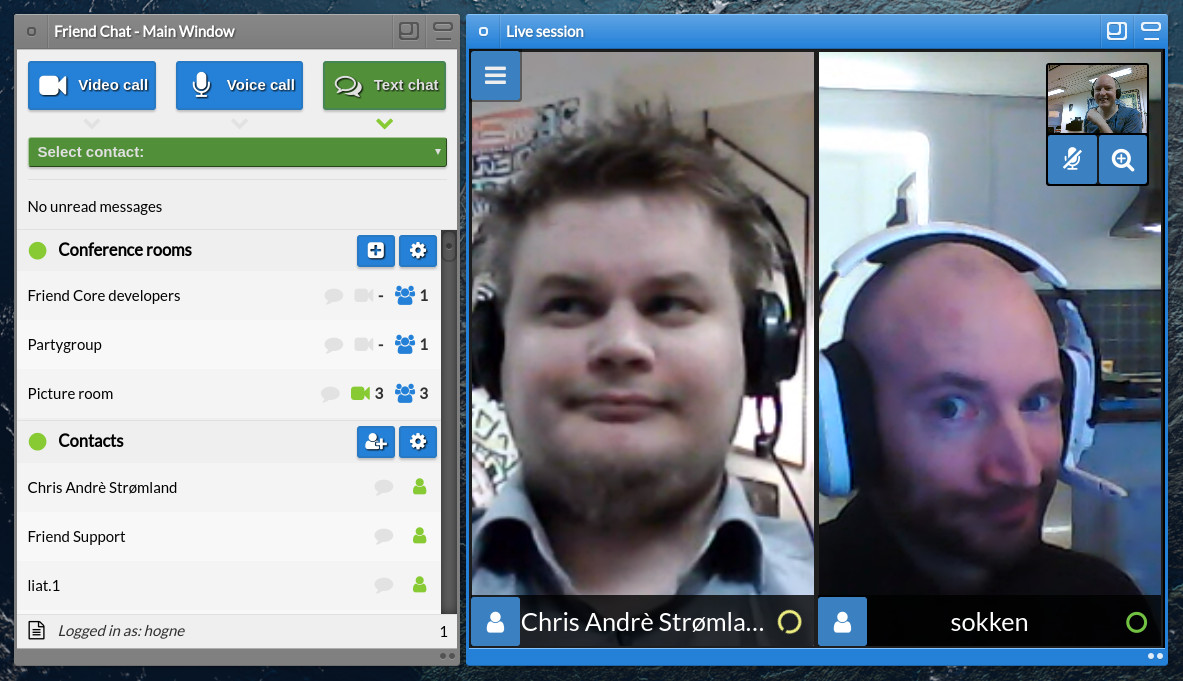 Friend Chat - Main Window
Video call
Voice call
Text chat
Select contact:
No unread messages
Conference rooms
Friend Core developers
- 1
Partygroup
- 1
Picture room
3 3
Contacts
Chris Andrè Strømland
Friend Support
liat.1
Logged in as: hogne
1
Live session
Chris Andrè Strømla...
sokken